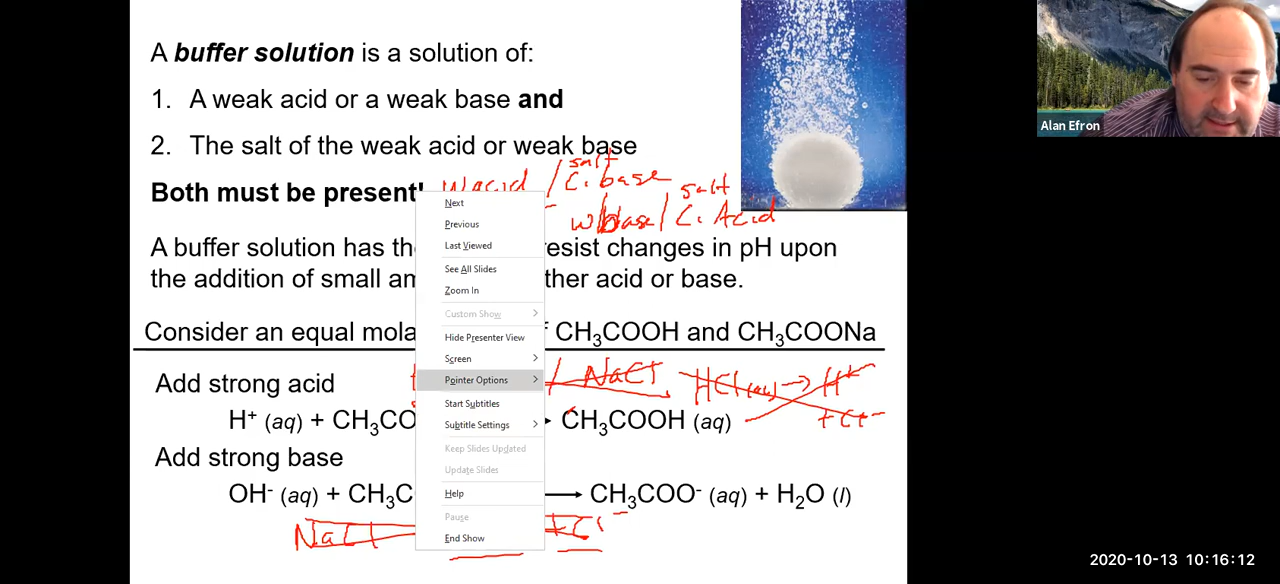 A buffer solution is a solution of:
1. A weak acid or a weak base and
2. The salt of the weak acid or weak base
salt
Both must be present! w acid / C. base
salt
w/base / C. Acid
A buffer solution has th esist changes in pH upon
the addition of small am ther acid or base.
Consider an equal mola f CH₃COOH and CH₃COONa
Add strong acid / NaCl HCl (aq) → H⁺
+ Cl⁻
H⁺ (aq) + CH₃CO CH₃COOH (aq)
Add strong base
OH⁻ (aq) + CH₃C → CH₃COO⁻ (aq) + H₂O (l)
NaCl + Cl⁻
Next
Previous
Last Viewed
See All Slides
Zoom In
Custom Show
Hide Presenter View
Screen
Pointer Options
Start Subtitles
Subtitle Settings
Keep Slides Updated
Update Slides
Help
Pause
End Show
Alan Efron
2020-10-13 10:16:12